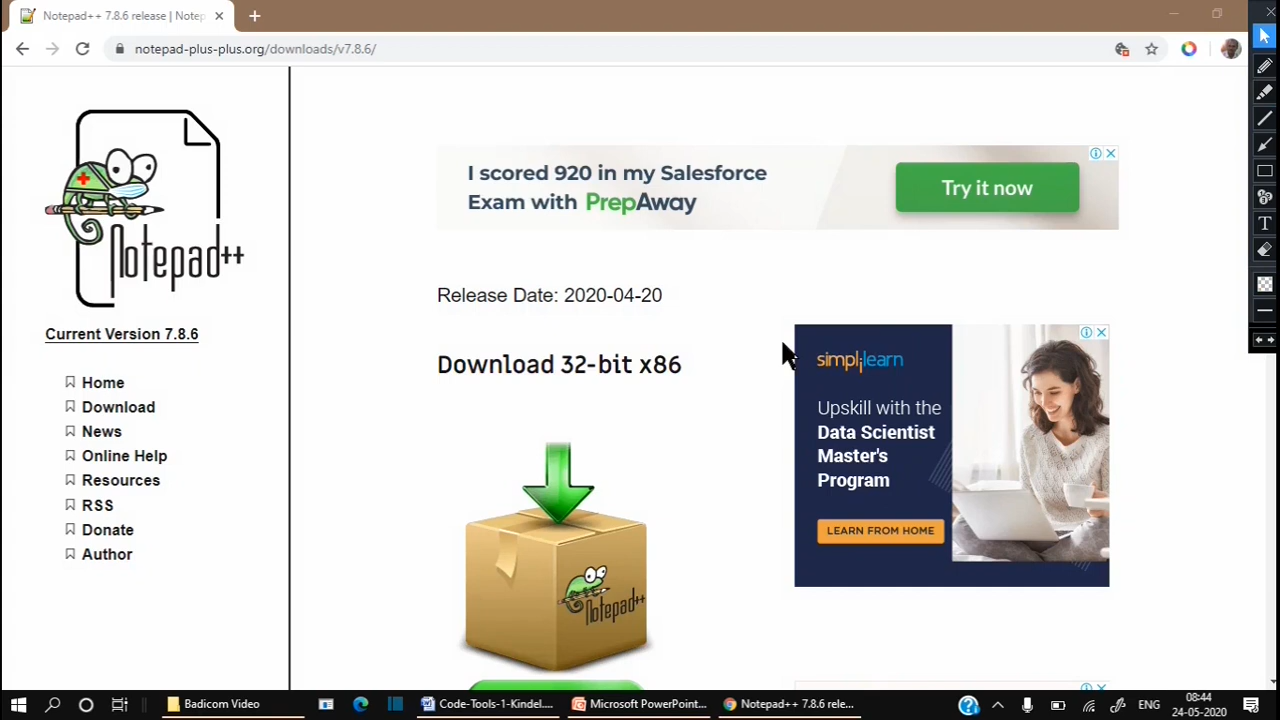 Notepad++ 7.8.6 release | Notep
notepad-plus-plus.org/downloads/v7.8.6/
Notepad++
Current Version 7.8.6
Home
Download
News
Online Help
Resources
RSS
Donate
Author
I scored 920 in my Salesforce
Exam with PrepAway
Try it now
Release Date: 2020-04-20
Download 32-bit x86
Notepad++
simplilearn
Upskill with the
Data Scientist
Master's
Program
LEARN FROM HOME
T
Badicom Video
Code-Tools-1-Kindel...
Microsoft PowerPoint...
Notepad++ 7.8.6 rele...
ENG
08:44
24-05-2020